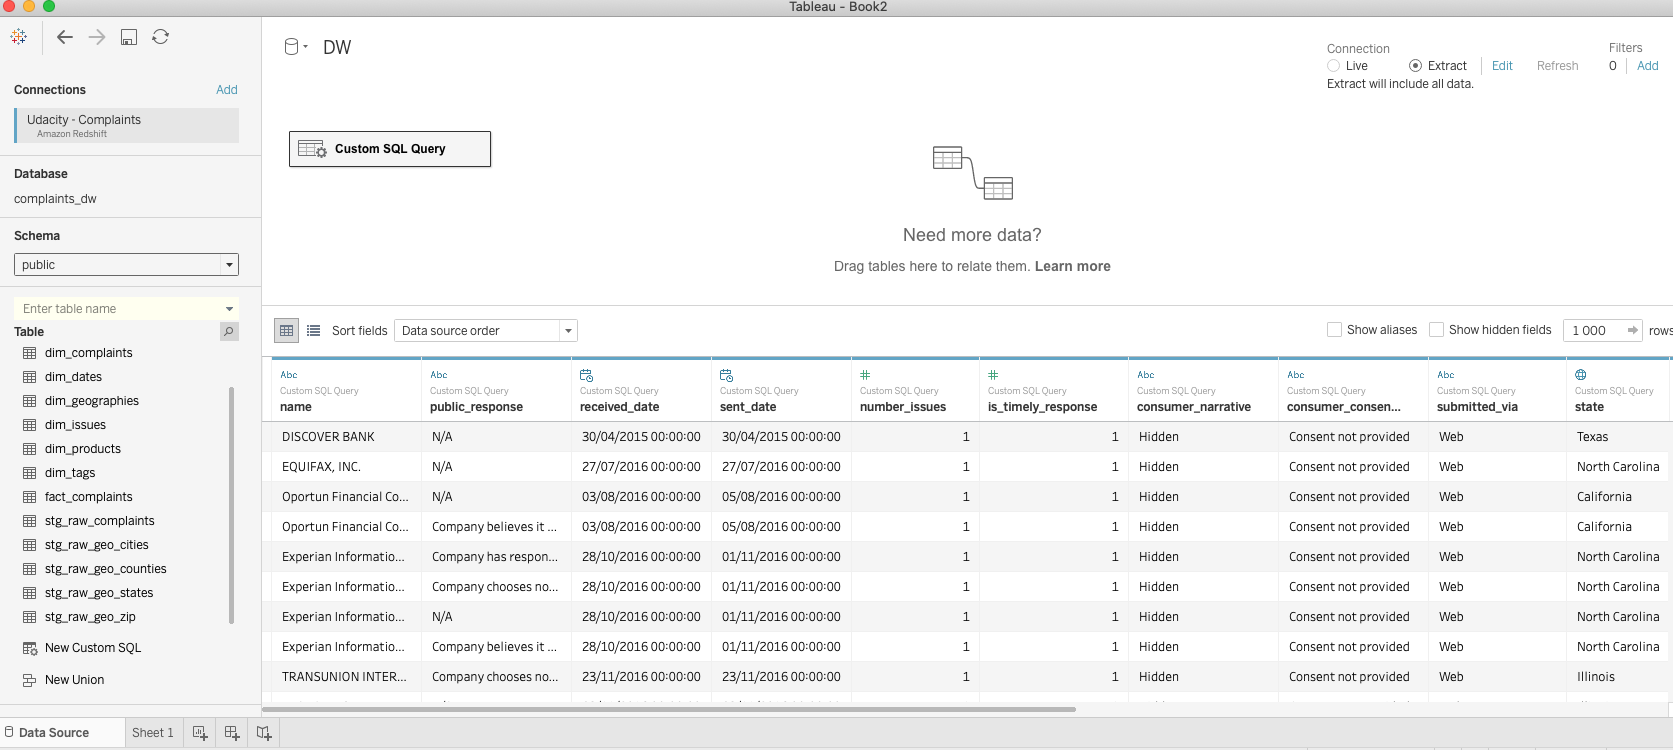 Tableau - Book2
DW
Connection
Live
Extract
Edit
Refresh
Extract will include all data.
Filters
0
Add
Connections
Add
Udacity - Complaints
Amazon Redshift
Database
complaints_dw
Schema
public
Enter table name
Table
dim_complaints
dim_dates
dim_geographies
dim_issues
dim_products
dim_tags
fact_complaints
stg_raw_complaints
stg_raw_geo_cities
stg_raw_geo_counties
stg_raw_geo_states
stg_raw_geo_zip
New Custom SQL
New Union
Custom SQL Query
Need more data?
Drag tables here to relate them. Learn more
Sort fields
Data source order
Show aliases
Show hidden fields
1 000
rows
Abc Abc # # Abc Abc Abc
Custom SQL Query Custom SQL Query Custom SQL Query Custom SQL Query Custom SQL Query Custom SQL Query Custom SQL Query Custom SQL Query Custom SQL Query Custom SQL Query
name public_response received_date sent_date number_issues is_timely_response consumer_narrative consumer_consen... submitted_via state
DISCOVER BANK N/A 30/04/2015 00:00:00 30/04/2015 00:00:00 1 1 Hidden Consent not provided Web Texas
EQUIFAX, INC. N/A 27/07/2016 00:00:00 27/07/2016 00:00:00 1 1 Hidden Consent not provided Web North Carolina
Oportun Financial Co... N/A 03/08/2016 00:00:00 05/08/2016 00:00:00 1 1 Hidden Consent not provided Web California
Oportun Financial Co... Company believes it ... 03/08/2016 00:00:00 05/08/2016 00:00:00 1 1 Hidden Consent not provided Web California
Experian Informatio... Company has respon... 28/10/2016 00:00:00 01/11/2016 00:00:00 1 1 Hidden Consent not provided Web North Carolina
Experian Informatio... Company chooses no... 28/10/2016 00:00:00 01/11/2016 00:00:00 1 1 Hidden Consent not provided Web North Carolina
Experian Informatio... N/A 28/10/2016 00:00:00 01/11/2016 00:00:00 1 1 Hidden Consent not provided Web North Carolina
Experian Informatio... Company believes it ... 28/10/2016 00:00:00 01/11/2016 00:00:00 1 1 Hidden Consent not provided Web North Carolina
TRANSUNION INTER... Company chooses no... 23/11/2016 00:00:00 23/11/2016 00:00:00 1 1 Hidden Consent not provided Web Illinois
Data Source
Sheet 1